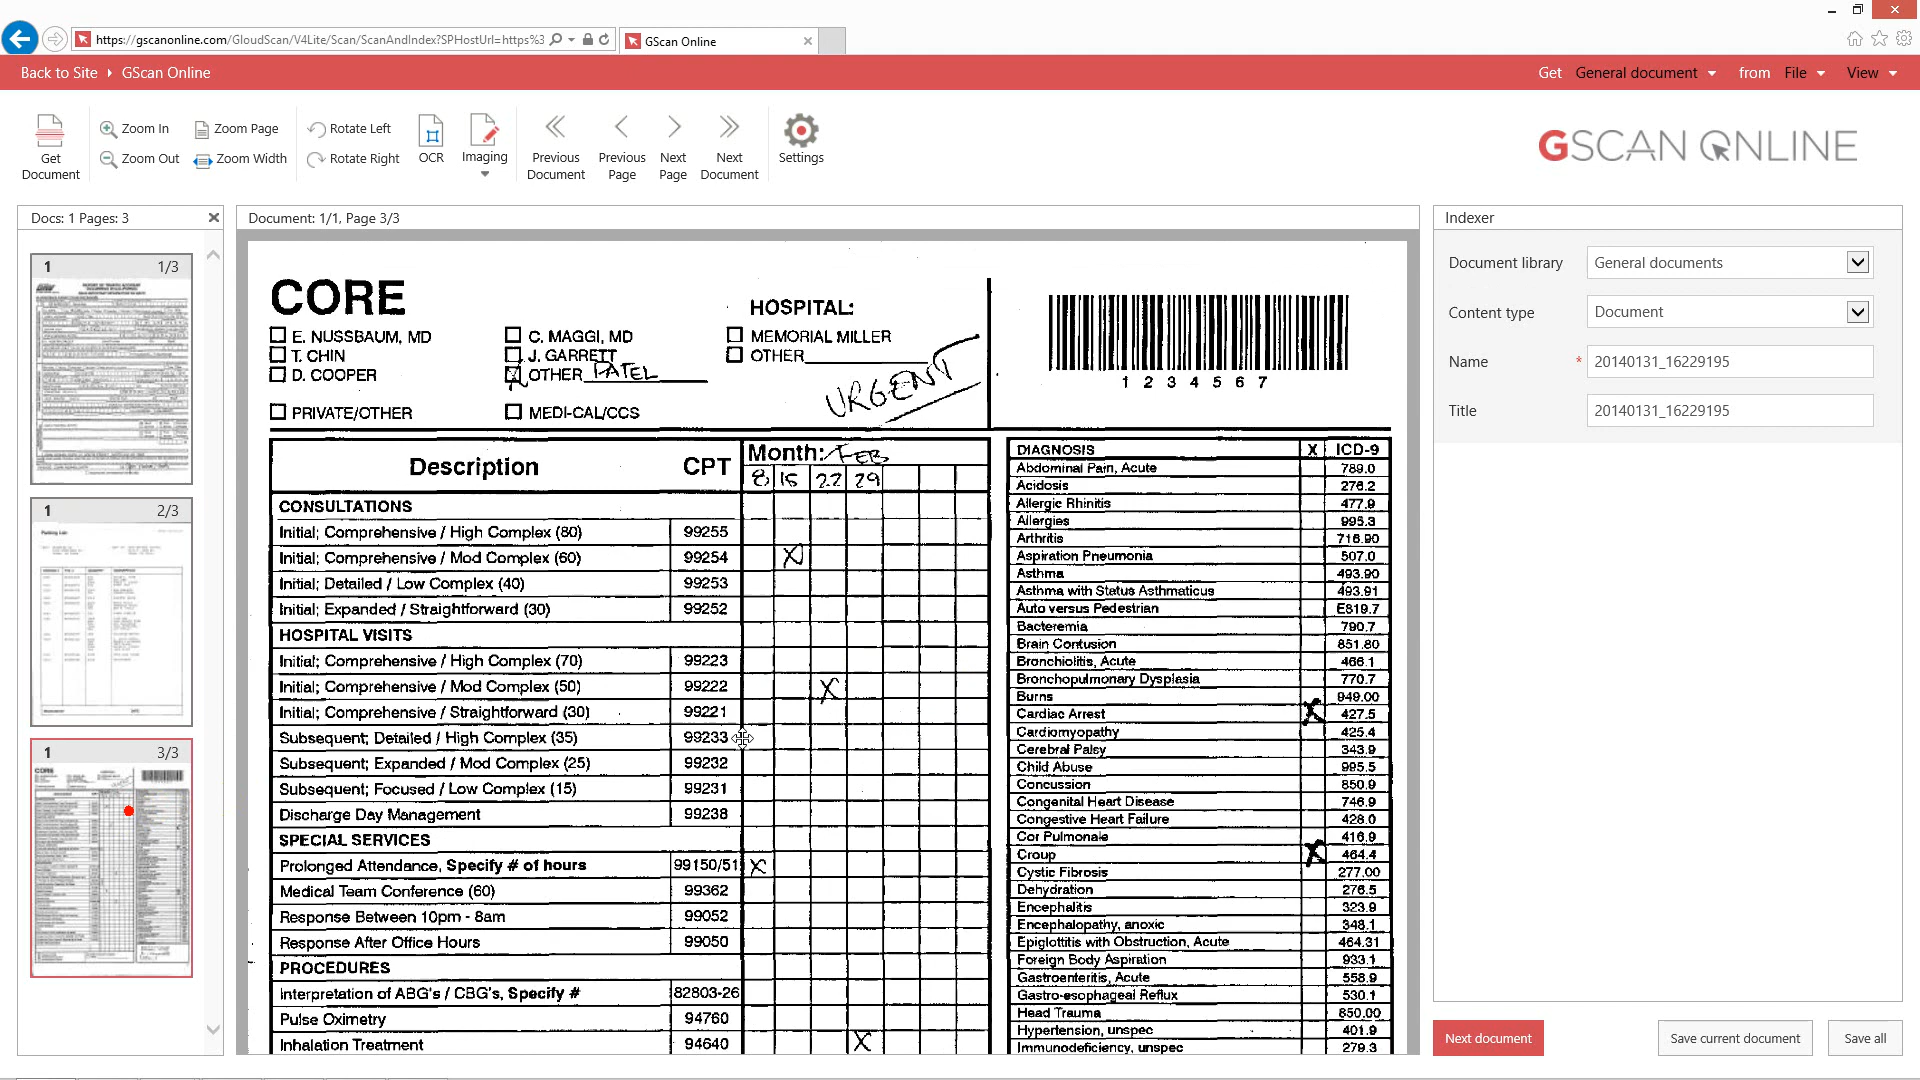 https://gscanonline.com/GloudScan/V4Lite/Scan/ScanAndIndex?SPHostUrl=https%3
GScan Online
Back to Site
GScan Online
Get General document from File View
Get Document
Zoom In
Zoom Out
Zoom Page
Zoom Width
Rotate Left
Rotate Right
OCR
Imaging
Previous Document
Previous Page
Next Page
Next Document
Settings
GSCAN ONLINE
Docs: 1 Pages: 3
1 1/3
1 2/3
Packing List
1 3/3
Document: 1/1, Page 3/3
CORE
HOSPITAL:
E. NUSSBAUM, MD
T. CHIN
D. COOPER
PRIVATE/OTHER
C. MAGGI, MD
J. GARRETT
OTHER PATEL
MEDI-CAL/CCS
MEMORIAL MILLER
OTHER
URGENT
1 2 3 4 5 6 7
Description CPT Month: FEB
8 15 22 29
CONSULTATIONS
Initial; Comprehensive / High Complex (80) 99255
Initial; Comprehensive / Mod Complex (60) 99254 X
Initial; Detailed / Low Complex (40) 99253
Initial; Expanded / Straightforward (30) 99252
HOSPITAL VISITS
Initial; Comprehensive / High Complex (70) 99223
Initial; Comprehensive / Mod Complex (50) 99222 X
Initial; Comprehensive / Straightforward (30) 99221
Subsequent; Detailed / High Complex (35) 99233
Subsequent; Expanded / Mod Complex (25) 99232
Subsequent; Focused / Low Complex (15) 99231
Discharge Day Management 99238
SPECIAL SERVICES
Prolonged Attendance, Specify # of hours 99150/51 X
Medical Team Conference (60) 99362
Response Between 10pm - 8am 99052
Response After Office Hours 99050
PROCEDURES
Interpretation of ABG's / CBG's, Specify # 82803-26
Pulse Oximetry 94760
Inhalation Treatment 94640 X
DIAGNOSIS X ICD-9
Abdominal Pain, Acute 789.0
Acidosis 276.2
Allergic Rhinitis 477.9
Allergies 995.3
Arthritis 716.90
Aspiration Pneumonia 507.0
Asthma 493.90
Asthma with Status Asthmaticus 493.91
Auto versus Pedestrian E819.7
Bacteremia 790.7
Brain Contusion 851.80
Bronchiolitis, Acute 466.1
Bronchopulmonary Dysplasia 770.7
Burns 949.00
Cardiac Arrest X 427.5
Cardiomyopathy 425.4
Cerebral Palsy 343.9
Child Abuse 995.5
Concussion 850.9
Congenital Heart Disease 746.9
Congestive Heart Failure 428.0
Cor Pulmonale 416.9
Croup X 464.4
Cystic Fibrosis 277.00
Dehydration 276.5
Encephalitis 323.9
Encephalopathy, anoxic 348.1
Epiglottitis with Obstruction, Acute 464.31
Foreign Body Aspiration 933.1
Gastroenteritis, Acute 558.9
Gastro-esophageal Reflux 530.1
Head Trauma 850.00
Hypertension, unspec 401.9
Immunodeficiency, unspec 279.3
Indexer
Document library General documents
Content type Document
Name * 20140131_16229195
Title 20140131_16229195
Next document
Save current document
Save all